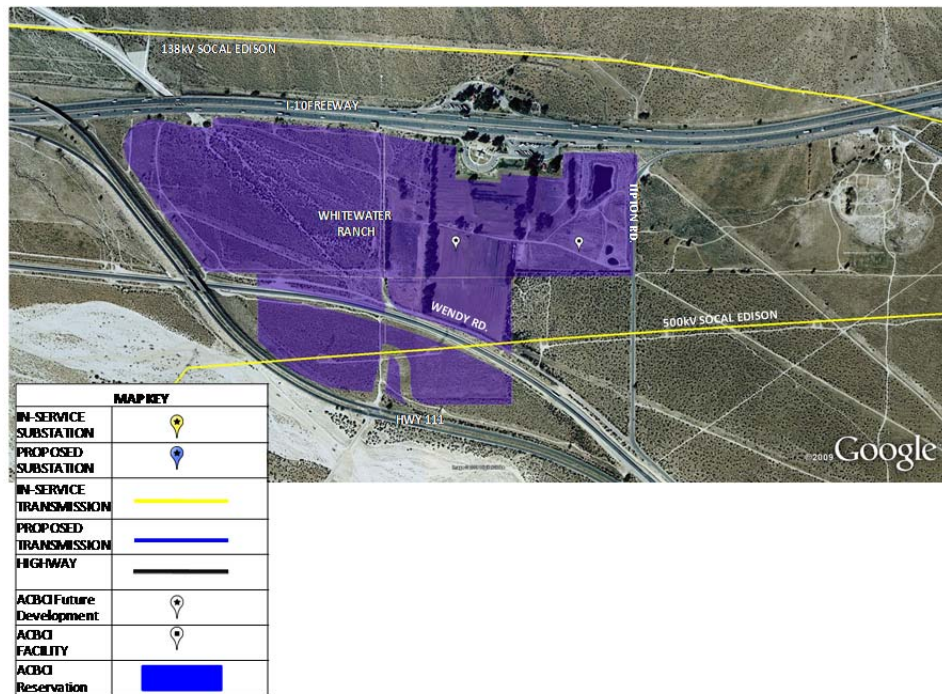 138kV SOCAL EDISON
I-10FREEWAY
WHITEWATER
RANCH
TIPTON RD.
WENDY RD.
500kV SOCAL EDISON
HWY 111
©2009 Google
MAP KEY
IN-SERVICE
SUBSTATION
PROPOSED
SUBSTATION
IN-SERVICE
TRANSMISSION
PROPOSED
TRANSMISSION
HIGHWAY
ACBCI Future
Development
ACBCI
FACILITY
ACBCI
Reservation